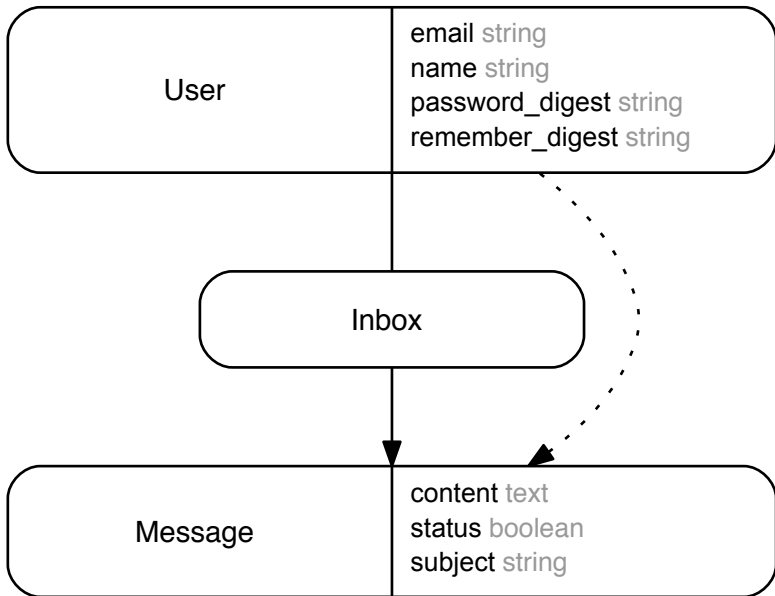 User
email string
name string
password_digest string
remember_digest string
Inbox
Message
content text
status boolean
subject string